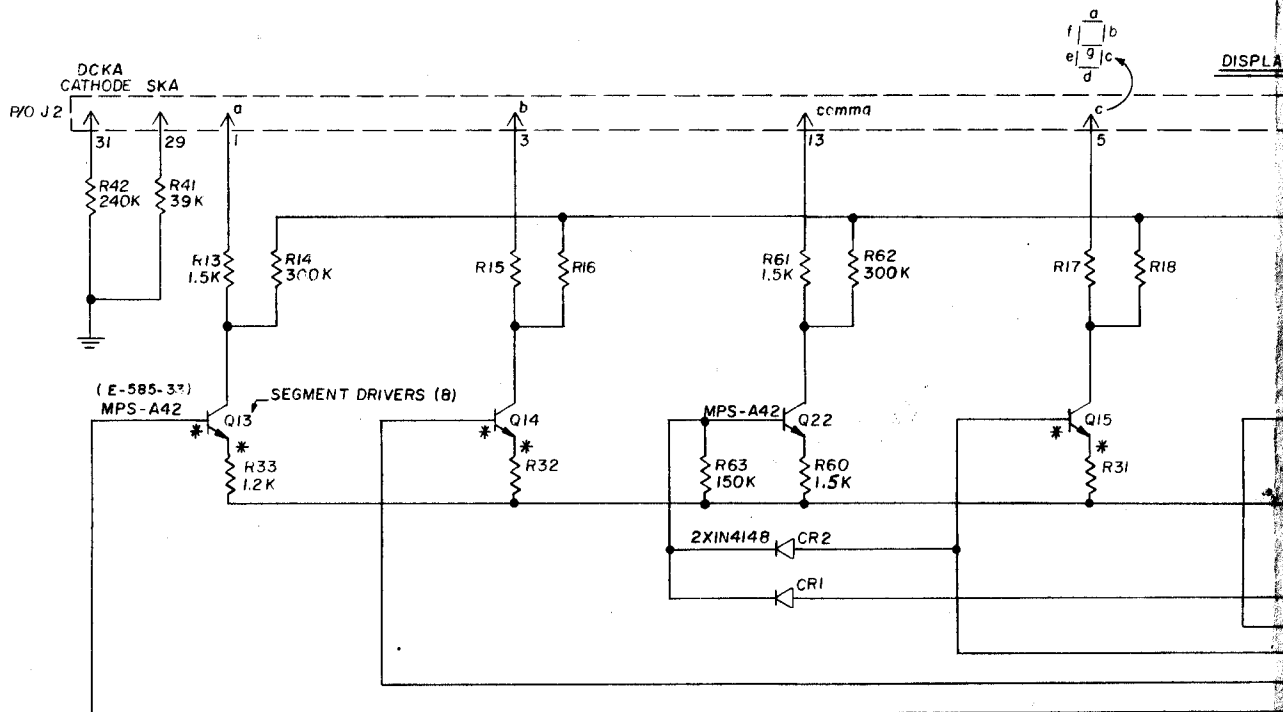 a
f b
g
e c
d
DISPLA
DCKA
CATHODE SKA
P/O J2
a
b
comma
c
31
29
1
3
13
5
R42
240K
R41
39K
R13
1.5K
R14
300K
R15
R16
R61
1.5K
R62
300K
R17
R18
(E-585-33)
MPS-A42
SEGMENT DRIVERS (8)
Q13
* *
Q14
* *
MPS-A42
Q22
Q15
* *
R33
1.2K
R32
R63
150K
R60
1.5K
R31
2X1N4148
CR2
CR1